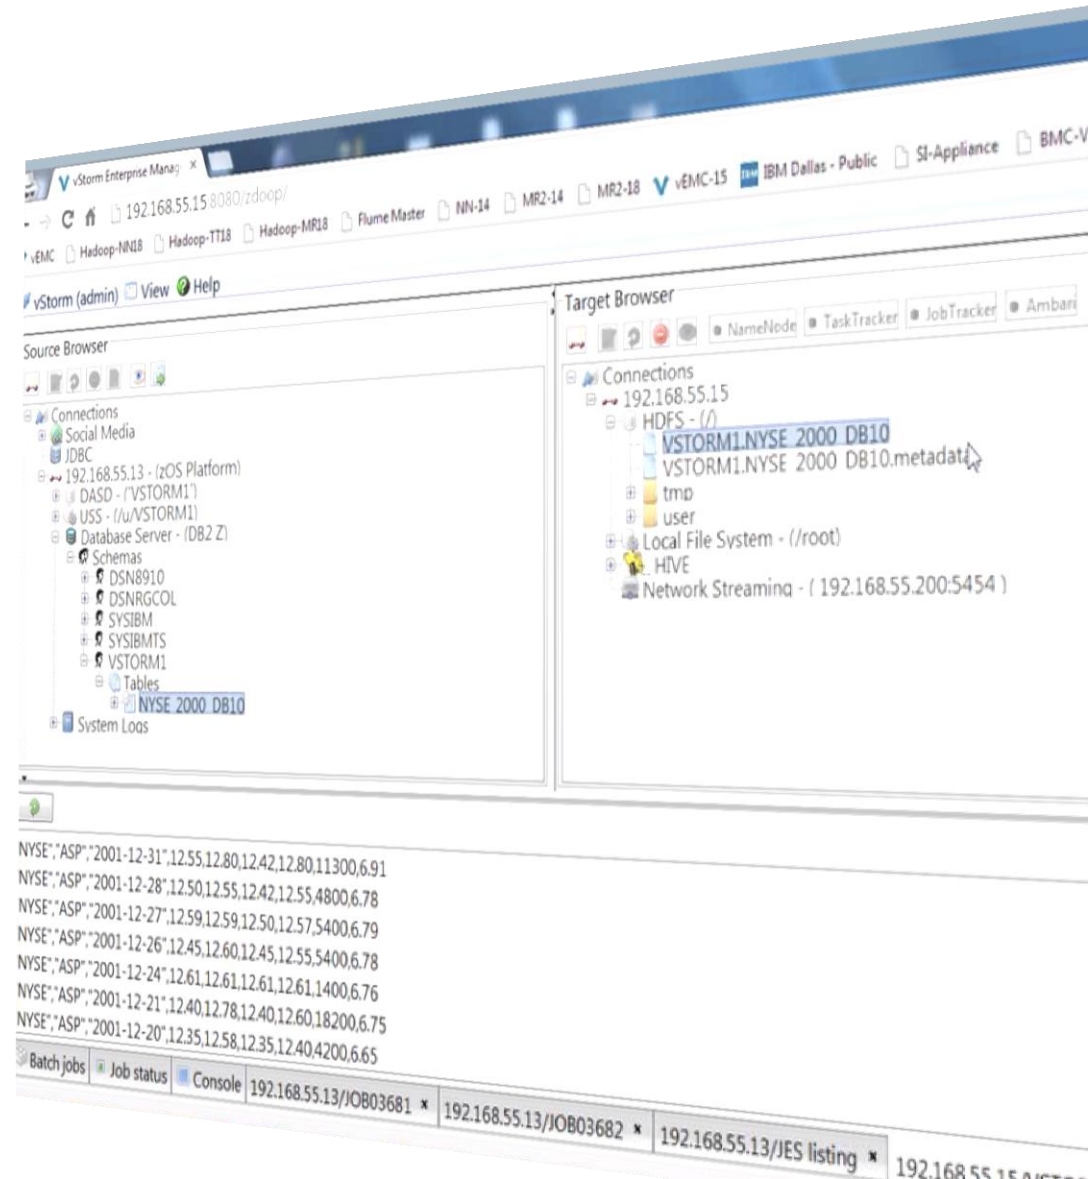 vStorm Enterprise Manag ×
192.168.55.15:8080/zdoop/
vEMC Hadoop-NN18 Hadoop-TT18 Hadoop-MR18 Flume Master NN-14 MR2-14 MR2-18 vEMC-15 IBM Dallas - Public SI-Appliance BMC-V
vStorm (admin) View Help
Source Browser
Connections
Social Media
JDBC
192.168.55.13 - (zOS Platform)
DASD - ('VSTORM1')
USS - (/u/VSTORM1)
Database Server - (DB2 Z)
Schemas
DSN8910
DSNRGCOL
SYSIBM
SYSIBMTS
VSTORM1
Tables
NYSE 2000 DB10
System Logs
Target Browser
NameNode TaskTracker JobTracker Ambari
Connections
192.168.55.15
HDFS - (/)
VSTORM1.NYSE 2000 DB10
VSTORM1.NYSE 2000 DB10.metadata
tmp
user
Local File System - (/root)
HIVE
Network Streaming - ( 192.168.55.200:5454 )
NYSE","ASP","2001-12-31",12.55,12.80,12.42,12.80,11300,6.91
NYSE","ASP","2001-12-28",12.50,12.55,12.42,12.55,4800,6.78
NYSE","ASP","2001-12-27",12.59,12.59,12.50,12.57,5400,6.79
NYSE","ASP","2001-12-26",12.45,12.60,12.45,12.55,5400,6.78
NYSE","ASP","2001-12-24",12.61,12.61,12.61,12.61,1400,6.76
NYSE","ASP","2001-12-21",12.40,12.78,12.40,12.60,18200,6.75
NYSE","ASP","2001-12-20",12.35,12.58,12.35,12.40,4200,6.65
Batch jobs Job status Console 192.168.55.13/JOB03681 × 192.168.55.13/JOB03682 × 192.168.55.13/JES listing ×